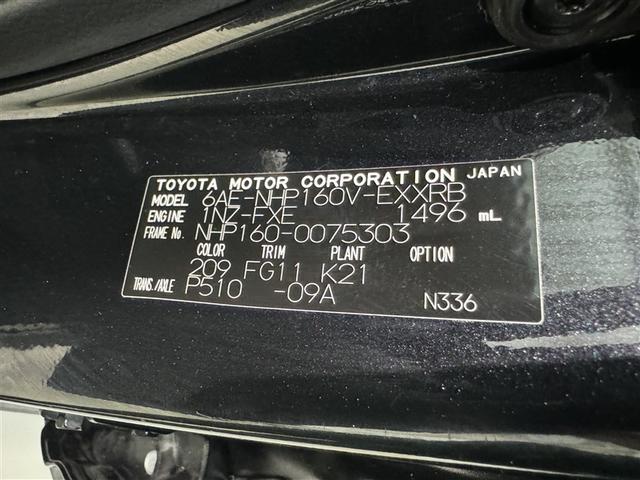 TOYOTA MOTOR CORPORATION JAPAN
MODEL 6AE-NHP160V-EXXRB
ENGINE 1NZ-FXE 1496 mL
FRAME No. NHP160-0075303
COLOR TRIM PLANT OPTION
209 FG11 K21
TRANS./AXLE P510 -09A N336